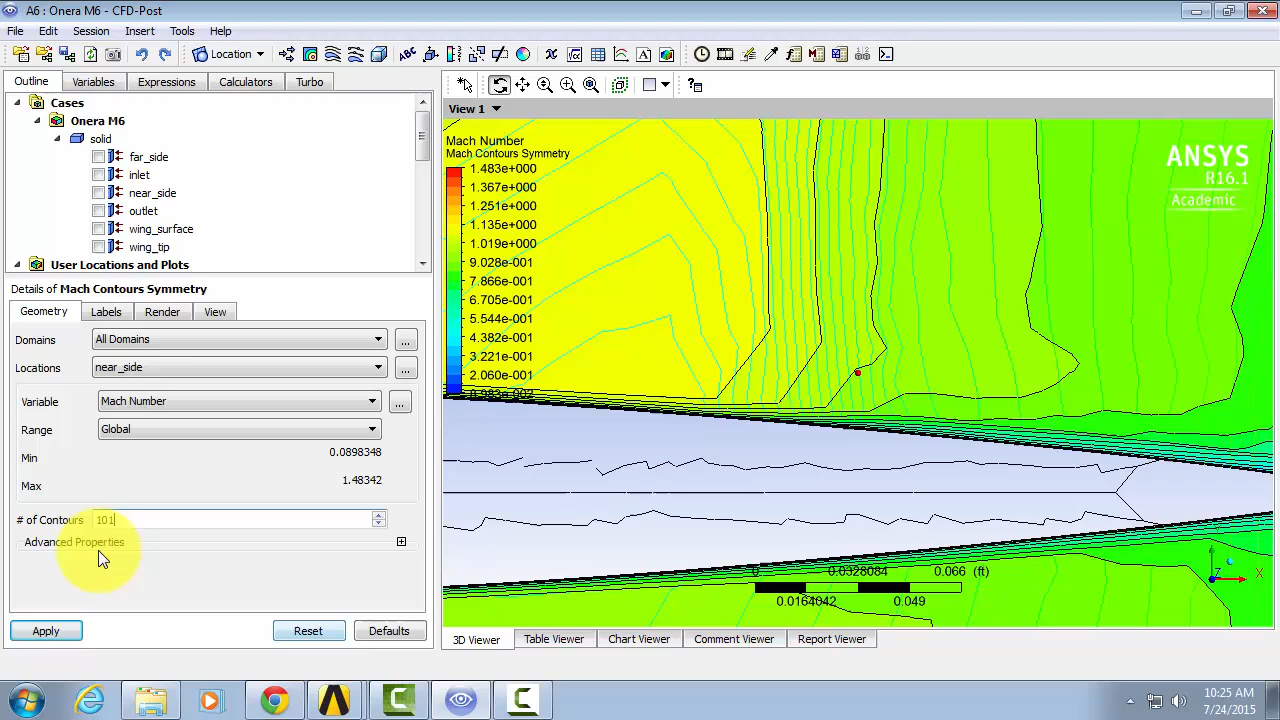 A6 : Onera M6 - CFD-Post
File Edit Session Insert Tools Help
Location
Outline Variables Expressions Calculators Turbo
Cases
Onera M6
solid
far_side
inlet
near_side
outlet
wing_surface
wing_tip
User Locations and Plots
Details of Mach Contours Symmetry
Geometry Labels Render View
Domains All Domains ...
Locations near_side ...
Variable Mach Number ...
Range Global
Min 0.0898348
Max 1.48342
# of Contours 101
Advanced Properties
Apply Reset Defaults
View 1
Mach Number
Mach Contours Symmetry
1.483e+000
1.367e+000
1.251e+000
1.135e+000
1.019e+000
9.028e-001
7.866e-001
6.705e-001
5.544e-001
4.382e-001
3.221e-001
2.060e-001
8.983e-002
ANSYS
R16.1
Academic
0 0.0328084 0.066 (ft)
0.0164042 0.049
Z X
3D Viewer Table Viewer Chart Viewer Comment Viewer Report Viewer
10:25 AM
7/24/2015